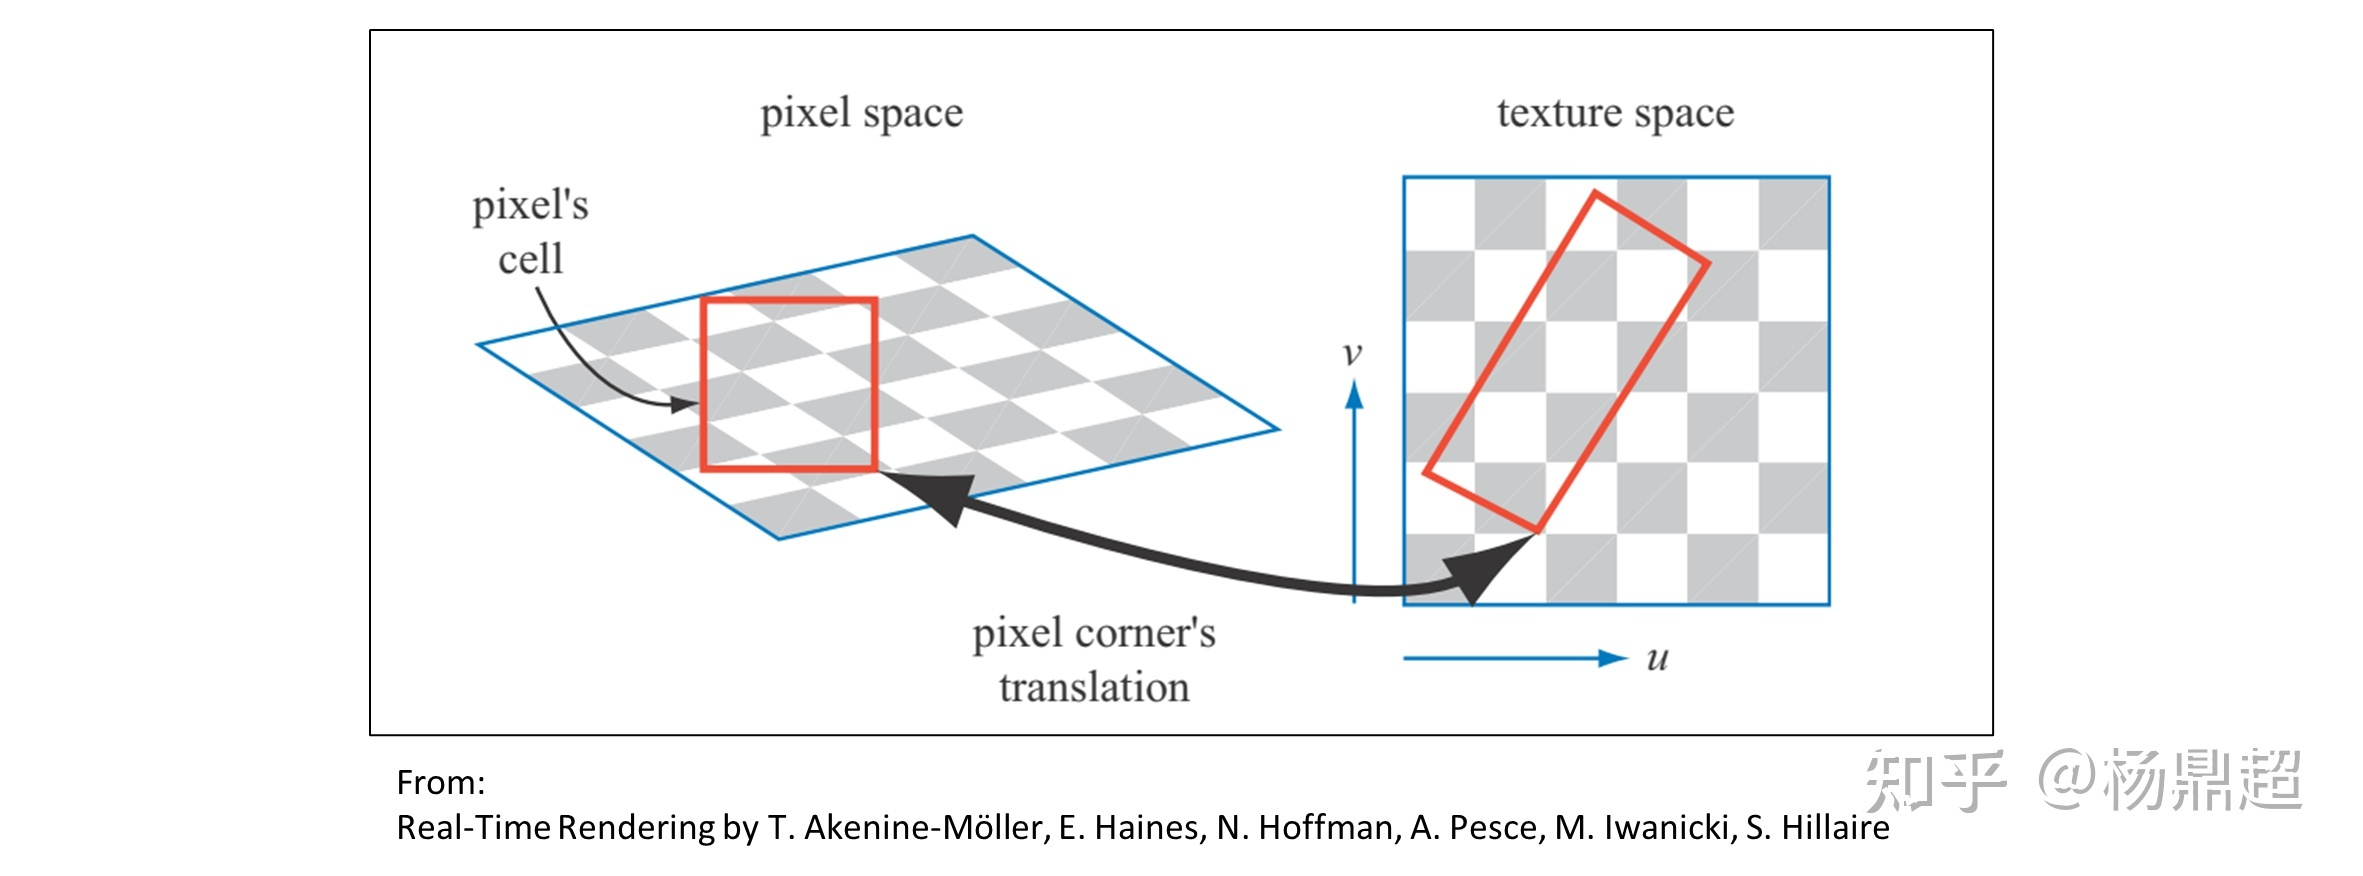 pixel space
texture space
pixel's
cell
v
u
pixel corner's
translation
From:
Real-Time Rendering by T. Akenine-Möller, E. Haines, N. Hoffman, A. Pesce, M. Iwanicki, S. Hillaire
知乎 @杨鼎超